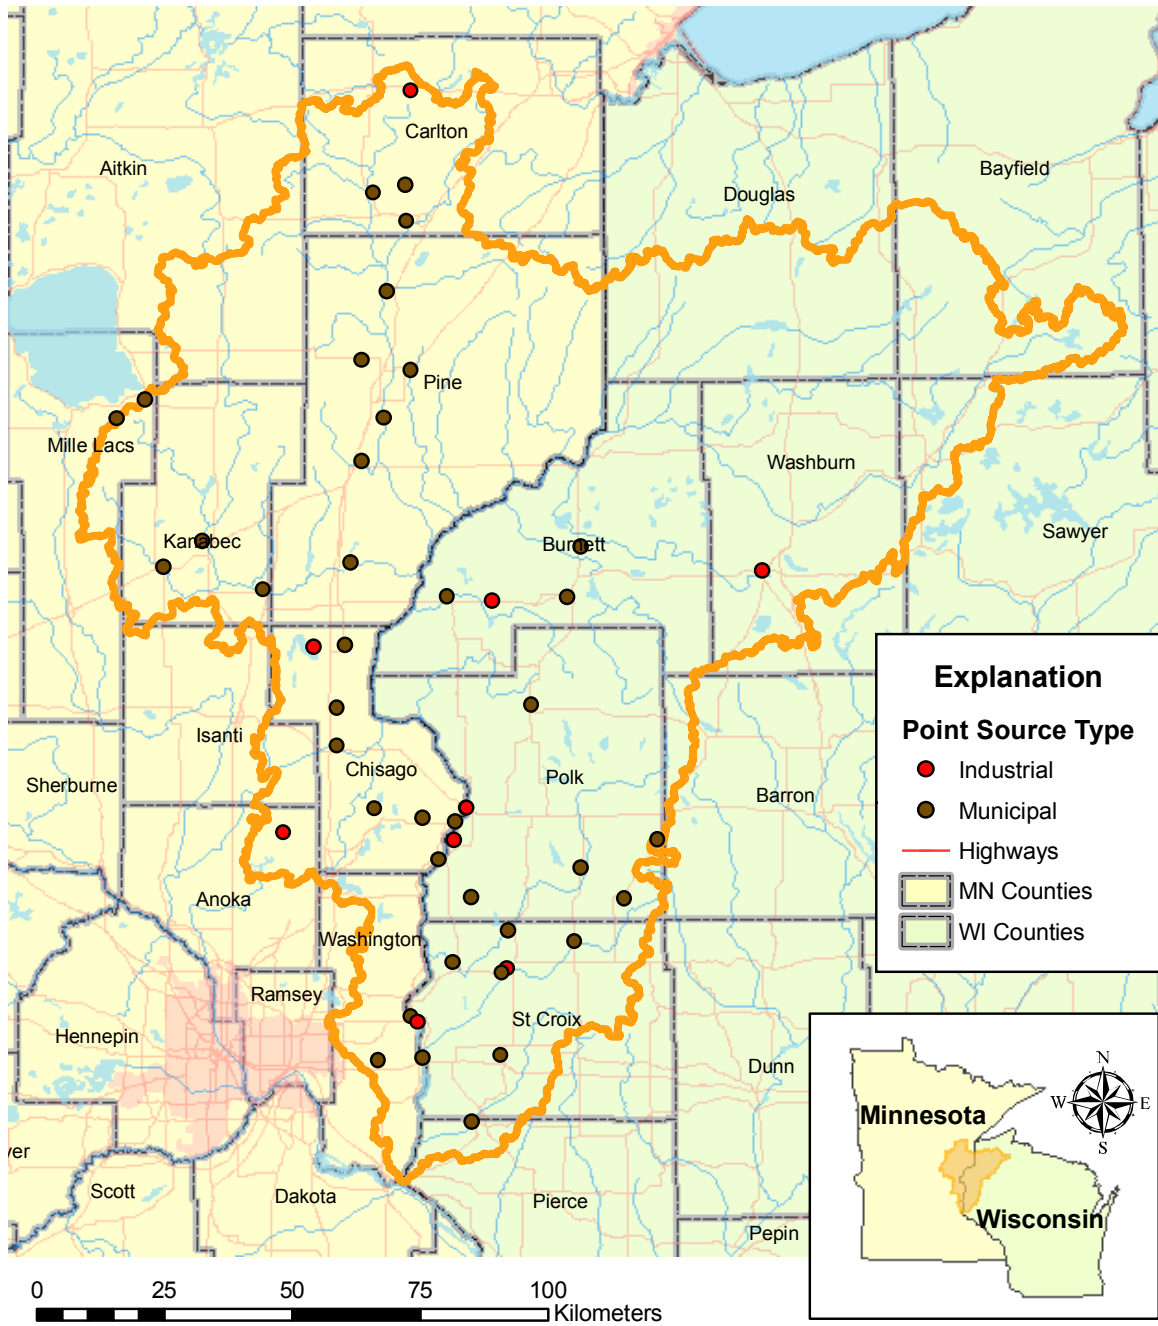 Carlton
Aitkin
Bayfield
Douglas
Pine
Mille Lacs
Washburn
Sawyer
Kanabec
Burnett
Isanti
Chisago
Polk
Sherburne
Barron
Anoka
Washington
Ramsey
St Croix
Hennepin
Dunn
ver
Scott
Dakota
Pierce
Pepin
Explanation
Point Source Type
Industrial
Municipal
Highways
MN Counties
WI Counties
N
W E
S
Minnesota
Wisconsin
0 25 50 75 100
Kilometers